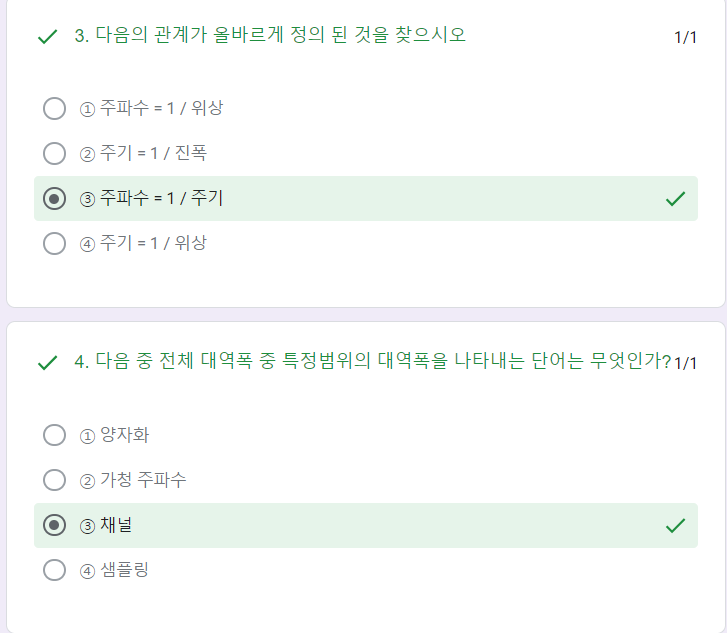 3. 다음의 관계가 올바르게 정의 된 것을 찾으시오 1/1
① 주파수 = 1 / 위상
② 주기 = 1 / 진폭
③ 주파수 = 1 / 주기
④ 주기 = 1 / 위상
4. 다음 중 전체 대역폭 중 특정범위의 대역폭을 나타내는 단어는 무엇인가? 1/1
① 양자화
② 가청 주파수
③ 채널
④ 샘플링